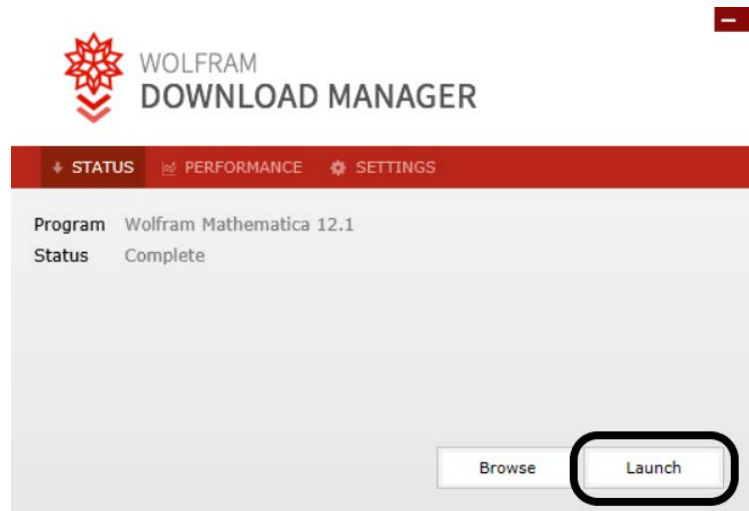 WOLFRAM
DOWNLOAD MANAGER
STATUS PERFORMANCE SETTINGS
Program Wolfram Mathematica 12.1
Status Complete
Browse Launch